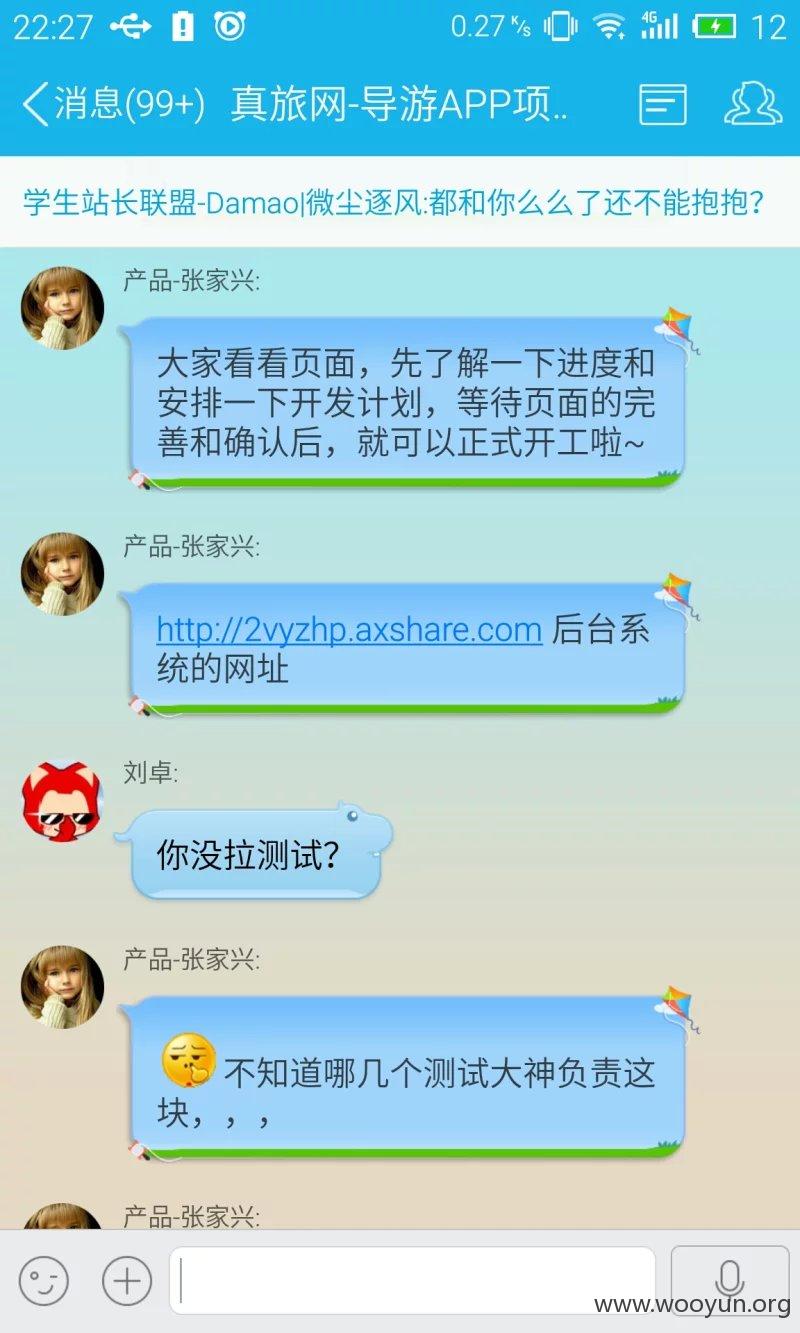 22:27 0.27 K/s 4G 12
消息(99+) 真旅网-导游APP项..
学生站长联盟-Damao|微尘逐风:都和你么么了还不能抱抱?
产品-张家兴:
大家看看页面，先了解一下进度和
安排一下开发计划，等待页面的完
善和确认后，就可以正式开工啦~
产品-张家兴:
http://2vyzhp.axshare.com 后台系
统的网址
刘卓:
你没拉测试?
产品-张家兴:
不知道哪几个测试大神负责这
块，，，
产品-张家兴:
www.wooyun.org